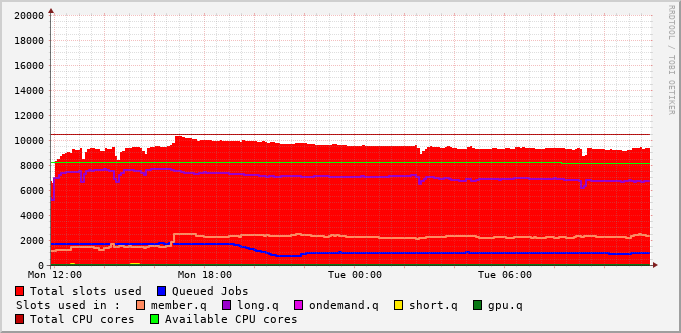 20000
18000
16000
14000
12000
10000
8000
6000
4000
2000
0
Mon 12:00 Mon 18:00 Tue 00:00 Tue 06:00
Total slots used Queued Jobs
Slots used in : member.q long.q ondemand.q short.q gpu.q
Total CPU cores Available CPU cores
RRDTOOL / TOBI OETIKER